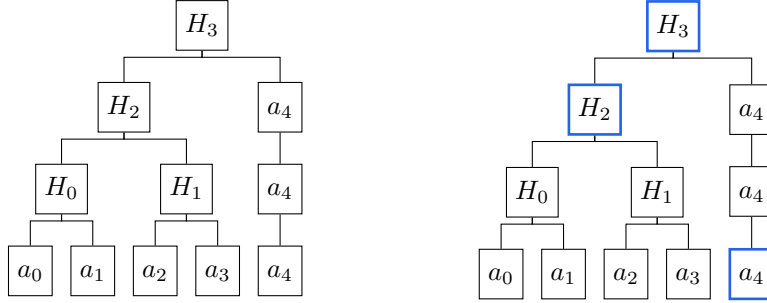 H₃ H₃
H₂ a₄ H₂ a₄
H₀ H₁ a₄ H₀ H₁ a₄
a₀ a₁ a₂ a₃ a₄ a₀ a₁ a₂ a₃ a₄